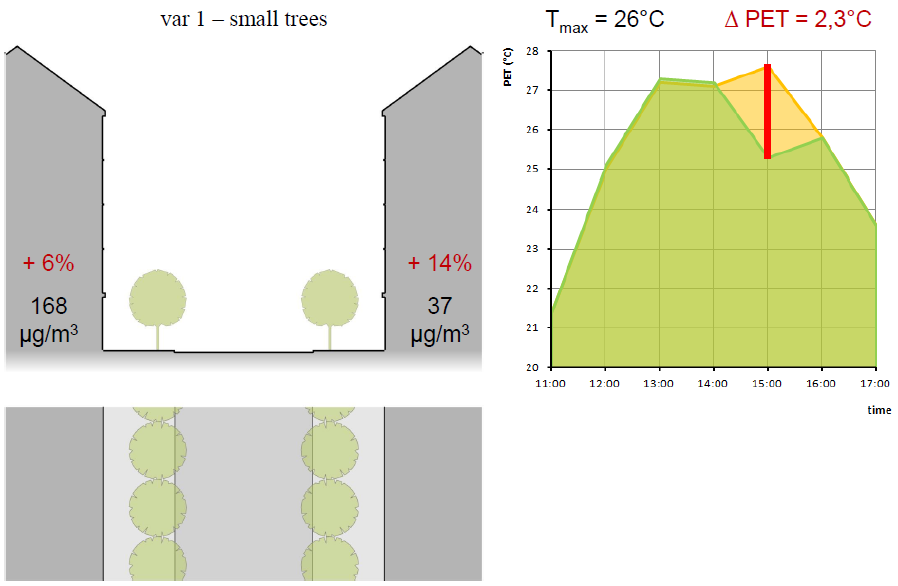 var 1 – small trees
+ 6%
168
µg/m³
+ 14%
37
µg/m³
Tmax = 26°C
Δ PET = 2,3°C
PET (°C)
28
27
26
25
24
23
22
21
20
11:00 12:00 13:00 14:00 15:00 16:00 17:00
time